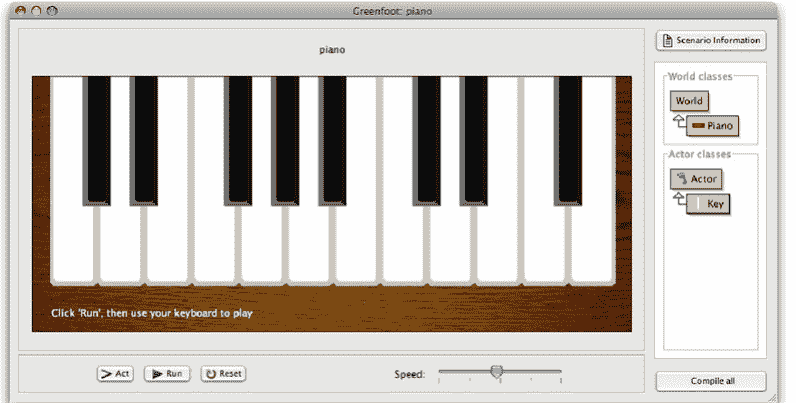 Greenfoot: piano
piano
Scenario Information
World classes
World
Piano
Actor classes
Actor
Key
Click 'Run', then use your keyboard to play
Act
Run
Reset
Speed:
Compile all